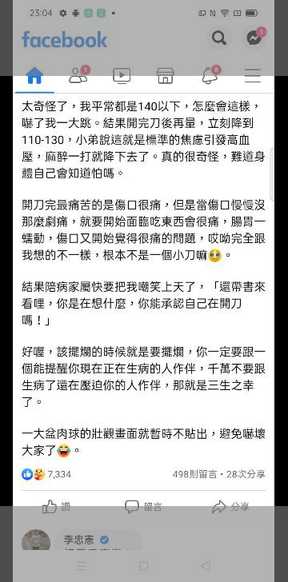 23:04
facebook
太奇怪了，我平常都是140以下，怎麼會這樣，
嚇了我一大跳。結果開完刀後再量，立刻降到
110-130，小弟說這就是標準的焦慮引發高血
壓，麻醉一打就降下去了。真的很奇怪，難道身
體自己會知道怕嗎。
開刀完最痛苦的是傷口很痛，但是當傷口慢慢沒
那麼劇痛，就要開始面臨吃東西會很痛，腸胃一
蠕動，傷口又開始覺得很痛的問題，哎呦完全跟
我想的不一樣，根本不是一個小刀嘛🥹。
結果陪病家屬快要把我嘲笑上天了，「還帶書來
看哩，你是在想什麼，你能承認自己在開刀
嗎！」
好喔，該擺爛的時候就是要擺爛，你一定要跟一
個能提醒你現在正在生病的人作伴，千萬不要跟
生病了還在壓迫你的人作伴，那就是三生之幸
了。
一大盆肉球的壯觀畫面就暫時不貼出，避免嚇壞
大家了😂。
7,334
498則留言・28次分享
讚
留言
分享
李忠憲